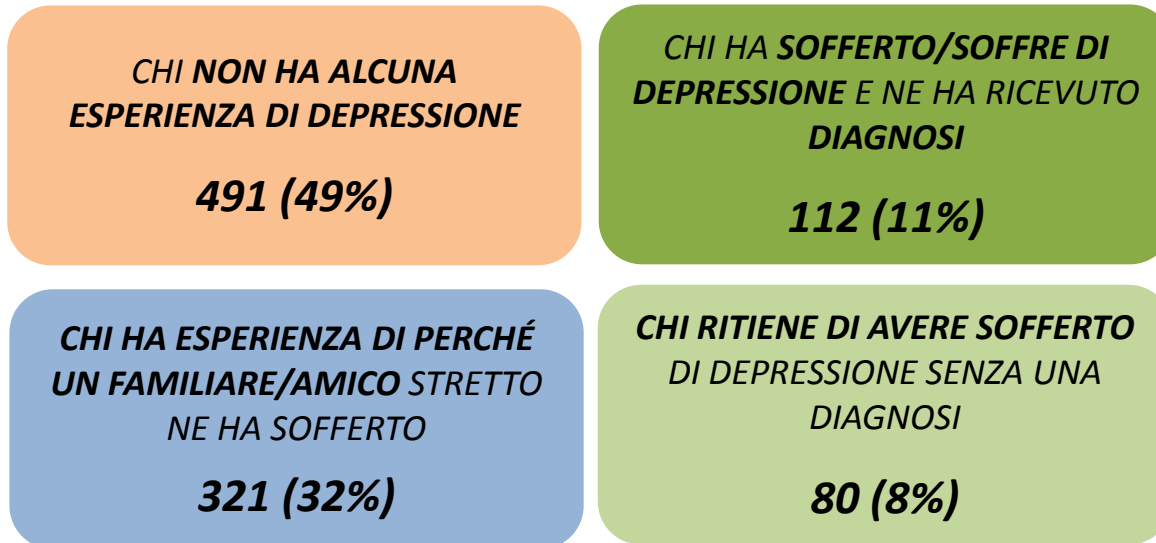 CHI NON HA ALCUNA
ESPERIENZA DI DEPRESSIONE
491 (49%)
CHI HA SOFFERTO/SOFFRE DI
DEPRESSIONE E NE HA RICEVUTO
DIAGNOSI
112 (11%)
CHI HA ESPERIENZA DI PERCHÉ
UN FAMILIARE/AMICO STRETTO
NE HA SOFFERTO
321 (32%)
CHI RITIENE DI AVERE SOFFERTO
DI DEPRESSIONE SENZA UNA
DIAGNOSI
80 (8%)